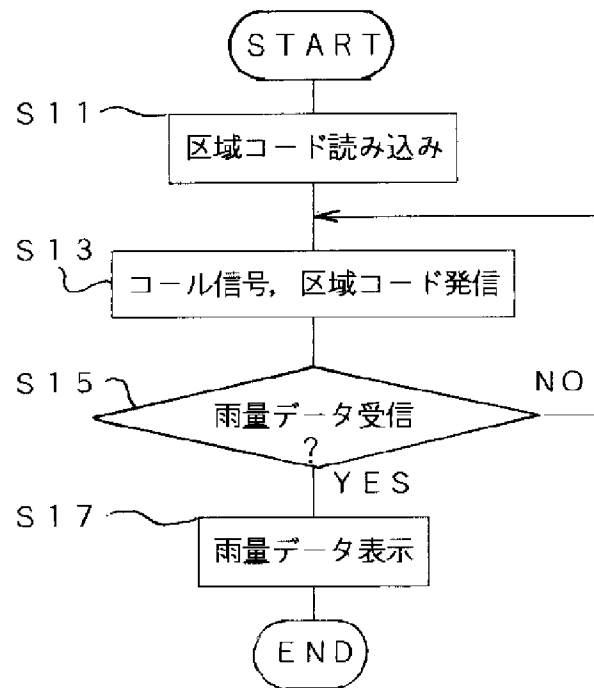 START
S11
区域コード読み込み
S13
コール信号，区域コード発信
S15
雨量データ受信
?
NO
YES
S17
雨量データ表示
END